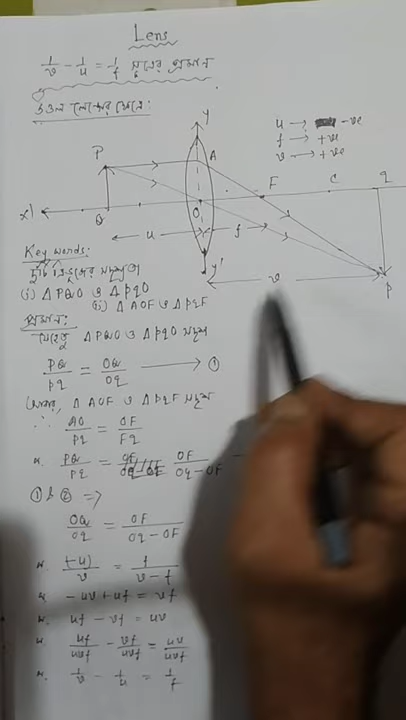 Lens
1/v - 1/u = 1/f সূত্রের প্রমান
উত্তল লেন্সের ক্ষেত্রে:
u → -ve
f → +ve
v → +ve
y
P
A
F
C
q
x'
Q
O
u
f
y'
v
p
Key words:
দুটি ত্রিভুজের সদৃশতা
(i) Δ PQO ও Δ pqO
(ii) Δ AOF ও Δ pqF
প্রমান:
যেহেতু Δ PQO ও Δ pqO সদৃশ
PQ/pq = OQ/Oq → ①
আবার, Δ AOF ও Δ pqF সদৃশ
∴ AO/pq = OF/Fq
বা. PQ/pq = OF/Oq - OF
① & ② =>
OQ/Oq = OF/Oq - OF
বা. (-u)/v = f/v - f
বা. -uv + uf = vf
বা. uf - vf = uv
বা. uf/uvf - vf/uvf = uv/uvf
বা. 1/v - 1/u = 1/f